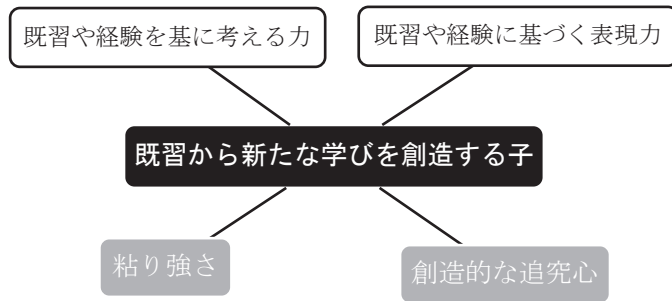 既習や経験を基に考える力
既習や経験に基づく表現力
既習から新たな学びを創造する子
粘り強さ
創造的な追究心